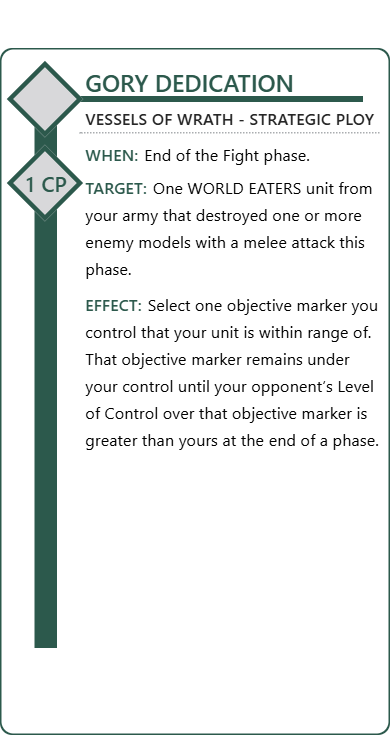 GORY DEDICATION
VESSELS OF WRATH - STRATEGIC PLOY
WHEN: End of the Fight phase.
1 CP
TARGET: One WORLD EATERS unit from
your army that destroyed one or more
enemy models with a melee attack this
phase.
EFFECT: Select one objective marker you
control that your unit is within range of.
That objective marker remains under
your control until your opponent’s Level
of Control over that objective marker is
greater than yours at the end of a phase.